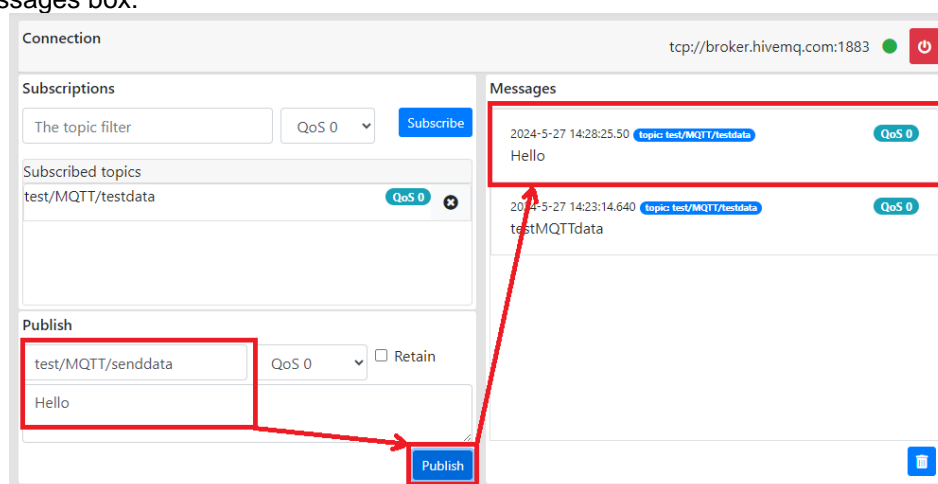 ssages box.
Connection
tcp://broker.hivemq.com:1883
Subscriptions
The topic filter
QoS 0
Subscribe
Subscribed topics
test/MQTT/testdata
QoS 0
Publish
test/MQTT/senddata
QoS 0
Retain
Hello
Publish
Messages
2024-5-27 14:28:25.50 topic: test/MQTT/testdata QoS 0
Hello
2024-5-27 14:23:14.640 topic: test/MQTT/testdata QoS 0
testMQTTdata